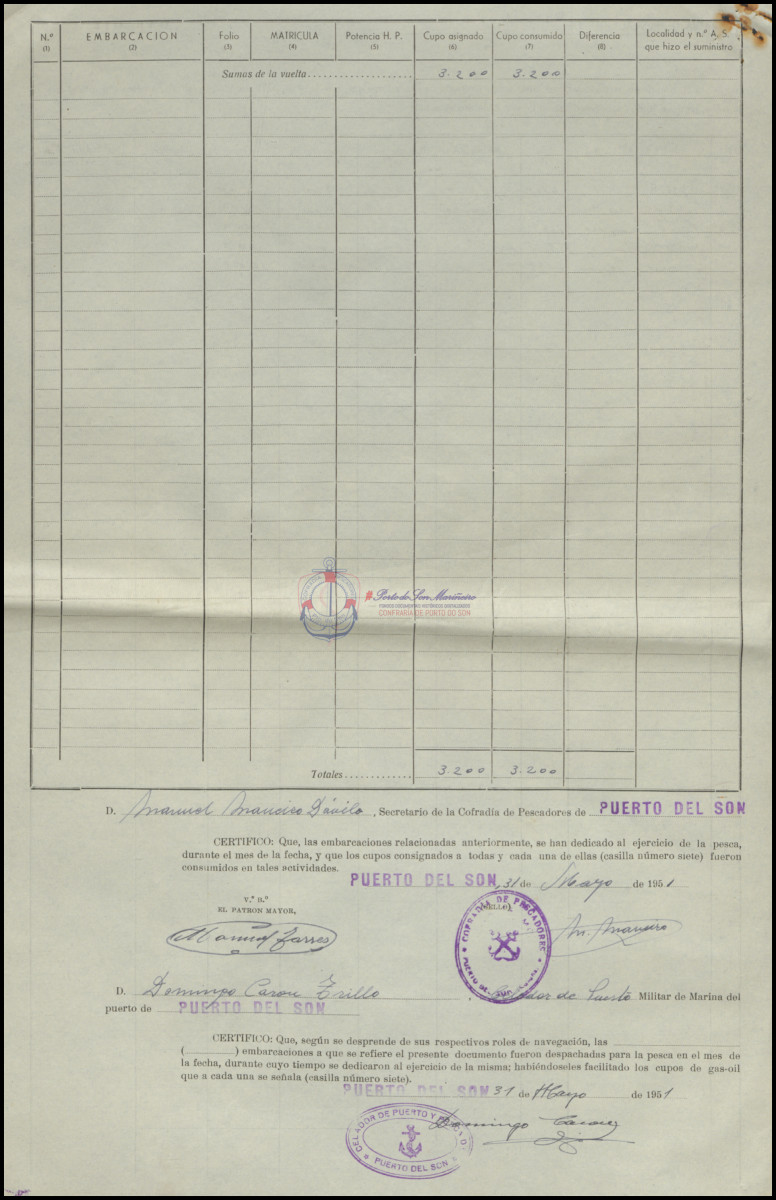 N.º EMBARCACION Folio MATRICULA Potencia H. P. Cupo asignado Cupo consumido Diferencia Localidad y n.º A. S.
(1) (2) (3) (4) (5) (6) (7) (8) que hizo el suministro
Sumas de la vuelta 3.200 3.200
#Porto do Son Mariñeiro
CONFRARÍA DE PORTO DO SON
Totales 3.200 3.200
D. Manuel Maneiro Dávila, Secretario de la Cofradía de Pescadores de PUERTO DEL SON
CERTIFICO: Que, las embarcaciones relacionadas anteriormente, se han dedicado al ejercicio de la pesca,
durante el mes de la fecha, y que los cupos consignados a todas y cada una de ellas (casilla número siete) fueron
consumidos en tales actividades.
PUERTO DEL SON, 31 de Mayo de 1951
V.º B.º
EL PATRON MAYOR,
(SELLO)
COFRADIA DE PESCADORES
PUERTO DEL SON
Manuel Torres
M. Maneiro
D. Domingo Carou Trillo, Celador de Puerto Militar de Marina del
puerto de PUERTO DEL SON
CERTIFICO: Que, según se desprende de sus respectivos roles de navegación, las
( ) embarcaciones a que se refiere el presente documento fueron despachadas para la pesca en el mes de
la fecha, durante cuyo tiempo se dedicaron al ejercicio de la misma; habiéndoseles facilitado los cupos de gas-oil
que a cada una se señala (casilla número siete).
PUERTO DEL SON 31 de Mayo de 1951
CELADOR DE PUERTO Y
PUERTO DEL SON
Domingo Carou